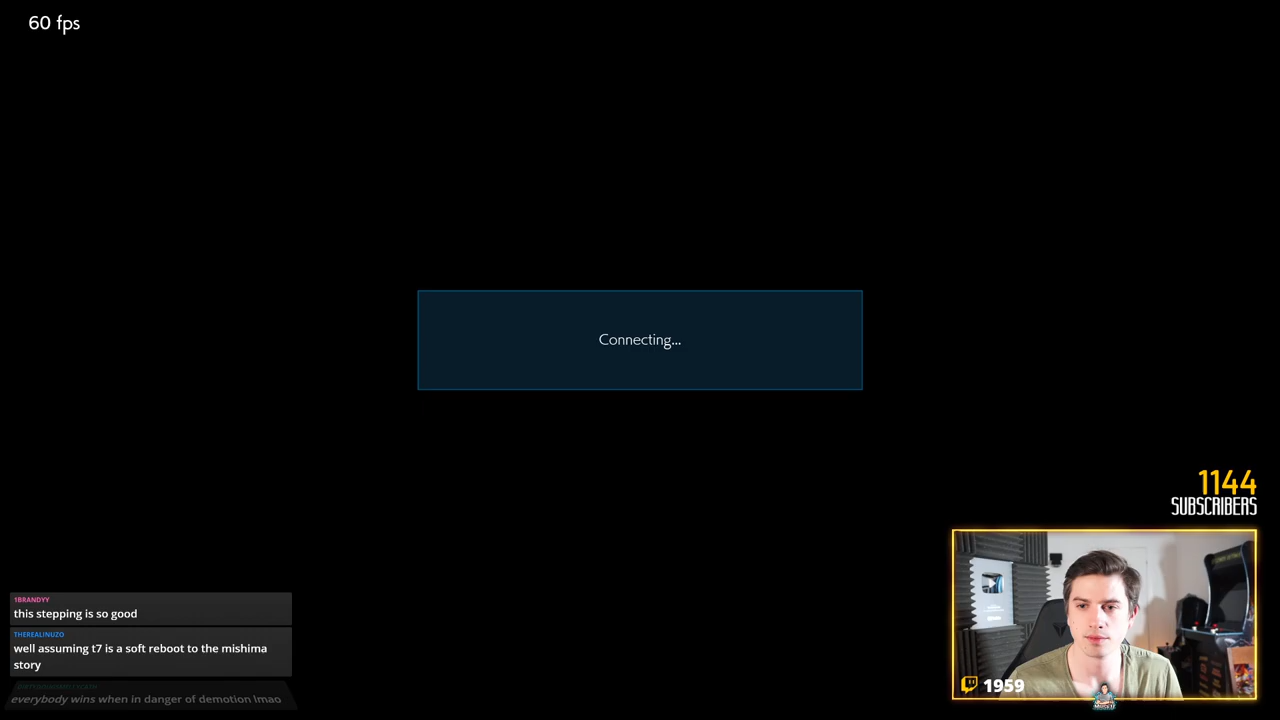 60 fps
Connecting...
1144
SUBSCRIBERS
1BRANDYY
this stepping is so good
THEREALINUZO
well assuming t7 is a soft reboot to the mishima
story
everybody wins when in danger of demotion lmao
1959